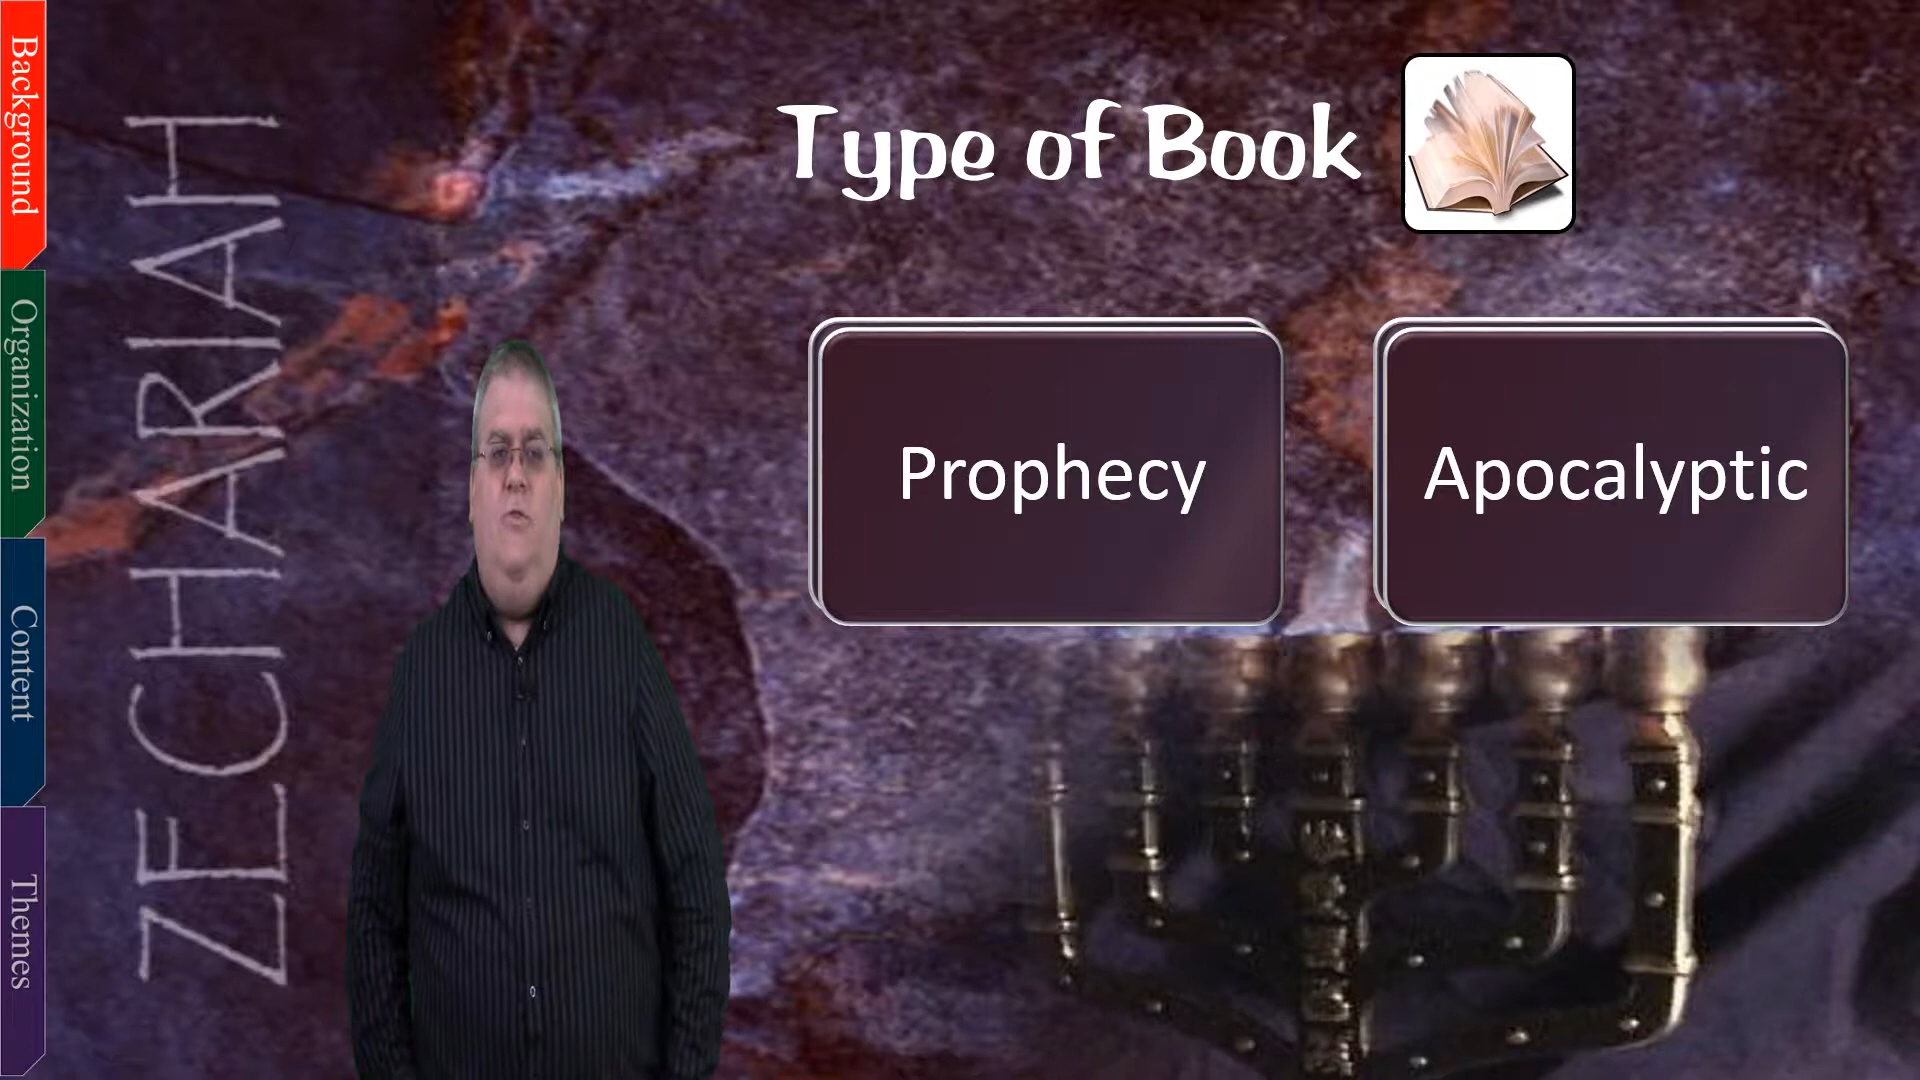 Background
Organization
Content
Themes
ZECHARIAH
Type of Book
Prophecy
Apocalyptic